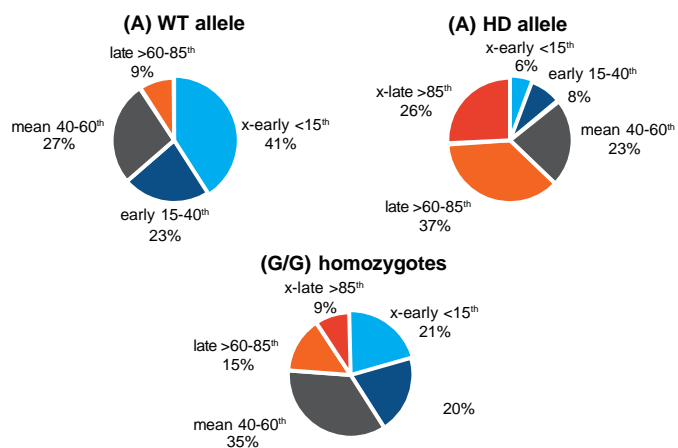 (A) WT allele
late >60-85th
9%
mean 40-60th
27%
x-early <15th
41%
early 15-40th
23%
(A) HD allele
x-early <15th
6%
early 15-40th
8%
x-late >85th
26%
mean 40-60th
23%
late >60-85th
37%
(G/G) homozygotes
x-late >85th
9%
x-early <15th
21%
late >60-85th
15%
20%
mean 40-60th
35%